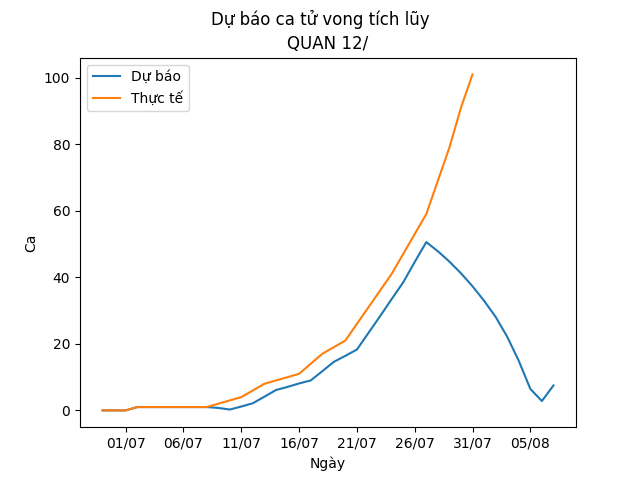 Dự báo ca tử vong tích lũy
QUAN 12/
Dự báo
Thực tế
100
80
60
40
20
0
Ca
01/07 06/07 11/07 16/07 21/07 26/07 31/07 05/08
Ngày